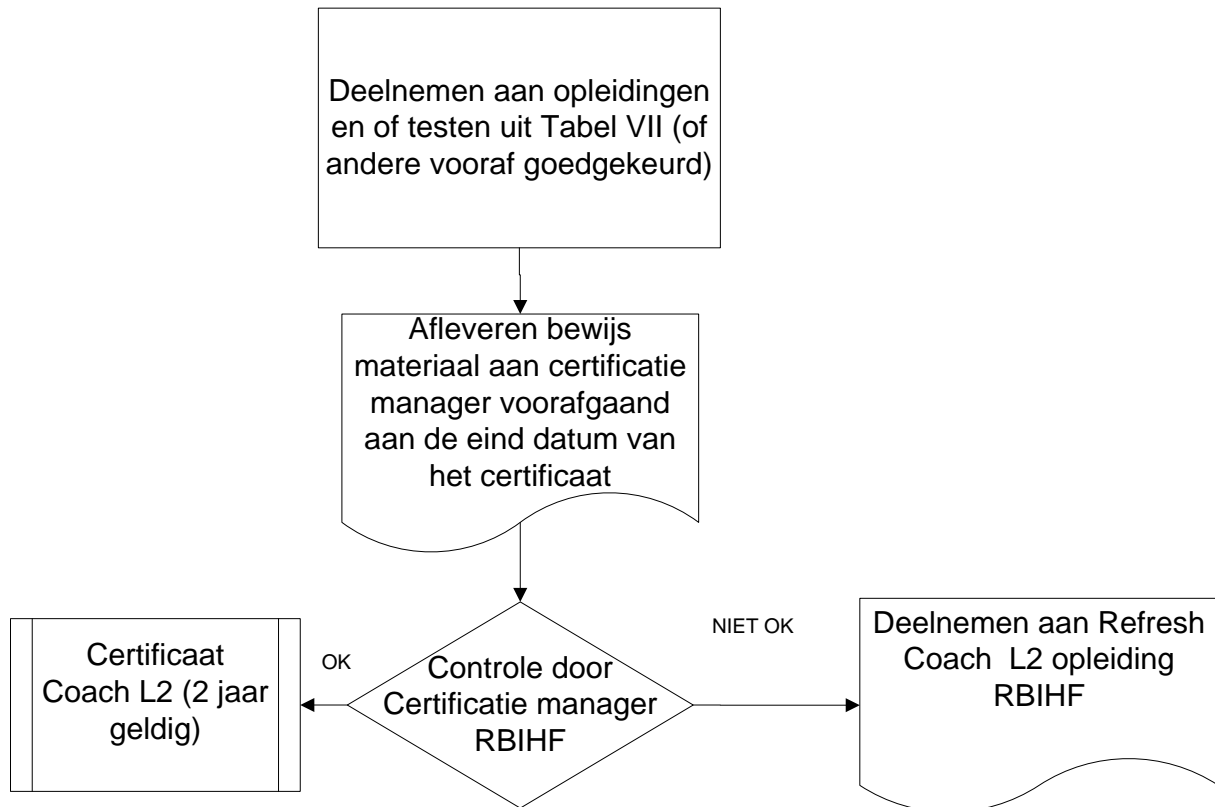 Deelnemen aan opleidingen
en of testen uit Tabel VII (of
andere vooraf goedgekeurd)
Afleveren bewijs
materiaal aan certificatie
manager voorafgaand
aan de eind datum van
het certificaat
Controle door
Certificatie manager
RBIHF
OK
Certificaat
Coach L2 (2 jaar
geldig)
NIET OK
Deelnemen aan Refresh
Coach  L2 opleiding
RBIHF